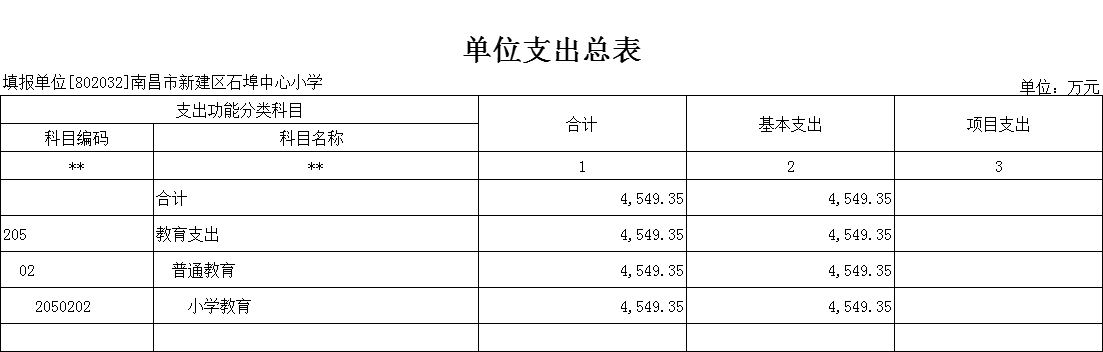 单位支出总表
填报单位[802032]南昌市新建区石埠中心小学
单位：万元
支出功能分类科目
合计
基本支出
项目支出
科目编码
科目名称
** ** 1 2 3
合计 4,549.35 4,549.35
205 教育支出 4,549.35 4,549.35
02 普通教育 4,549.35 4,549.35
2050202 小学教育 4,549.35 4,549.35